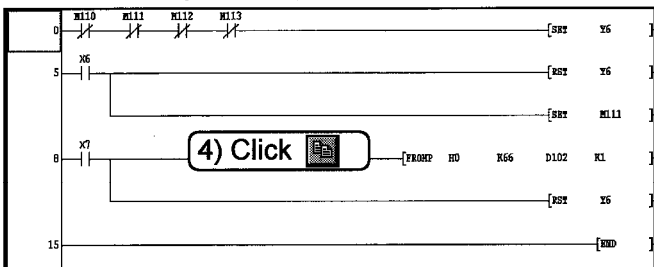 M110 M111 M112 M113
0 [SET Y6 ]
X6
5 [RST Y6 ]
[SET M111 ]
X7
8 4) Click [FROMP H0 K66 D102 K1 ]
[RST Y6 ]
15 [END ]